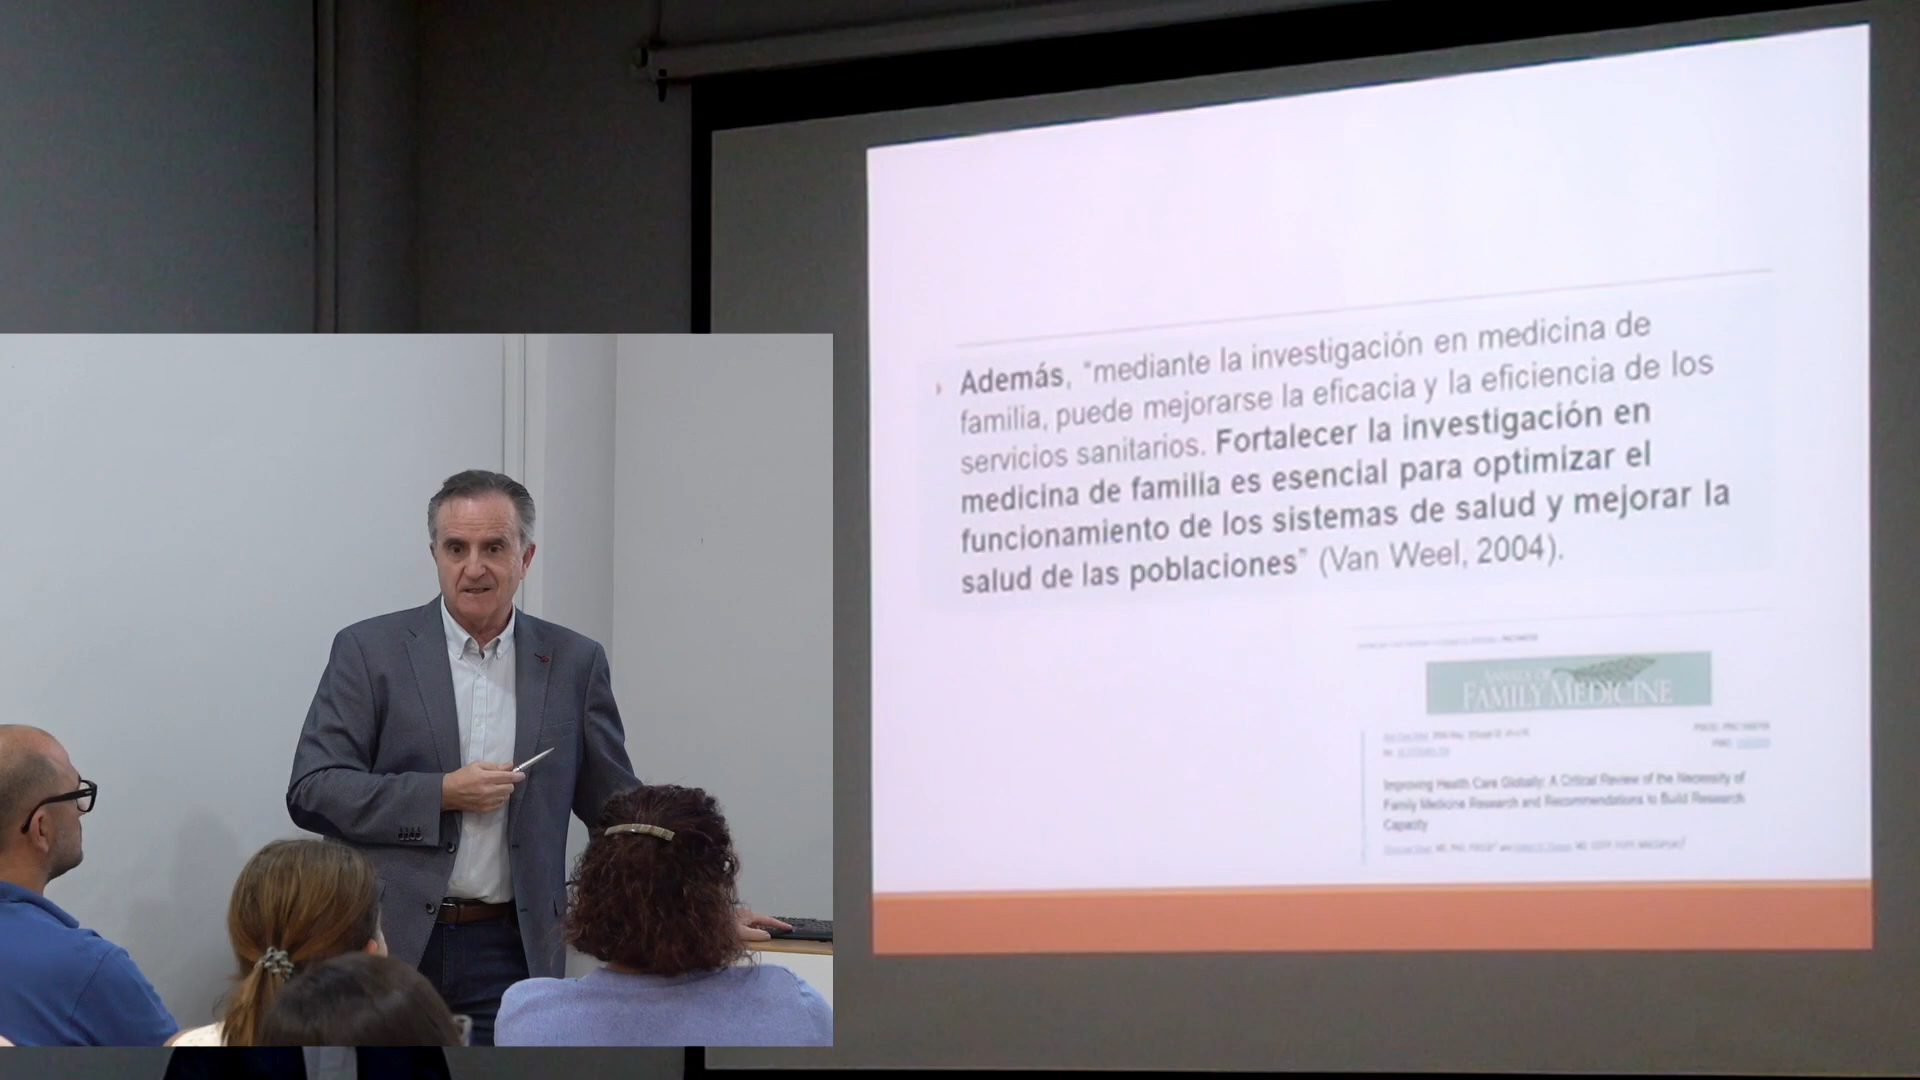 Además, "mediante la investigación en medicina de
familia, puede mejorarse la eficacia y la eficiencia de los
servicios sanitarios. Fortalecer la investigación en
medicina de familia es esencial para optimizar el
funcionamiento de los sistemas de salud y mejorar la
salud de las poblaciones" (Van Weel, 2004).
ANNALS OF
FAMILY MEDICINE
Improving Health Care Globally: A Critical Review of the Necessity of
Family Medicine Research and Recommendations to Build Research
Capacity